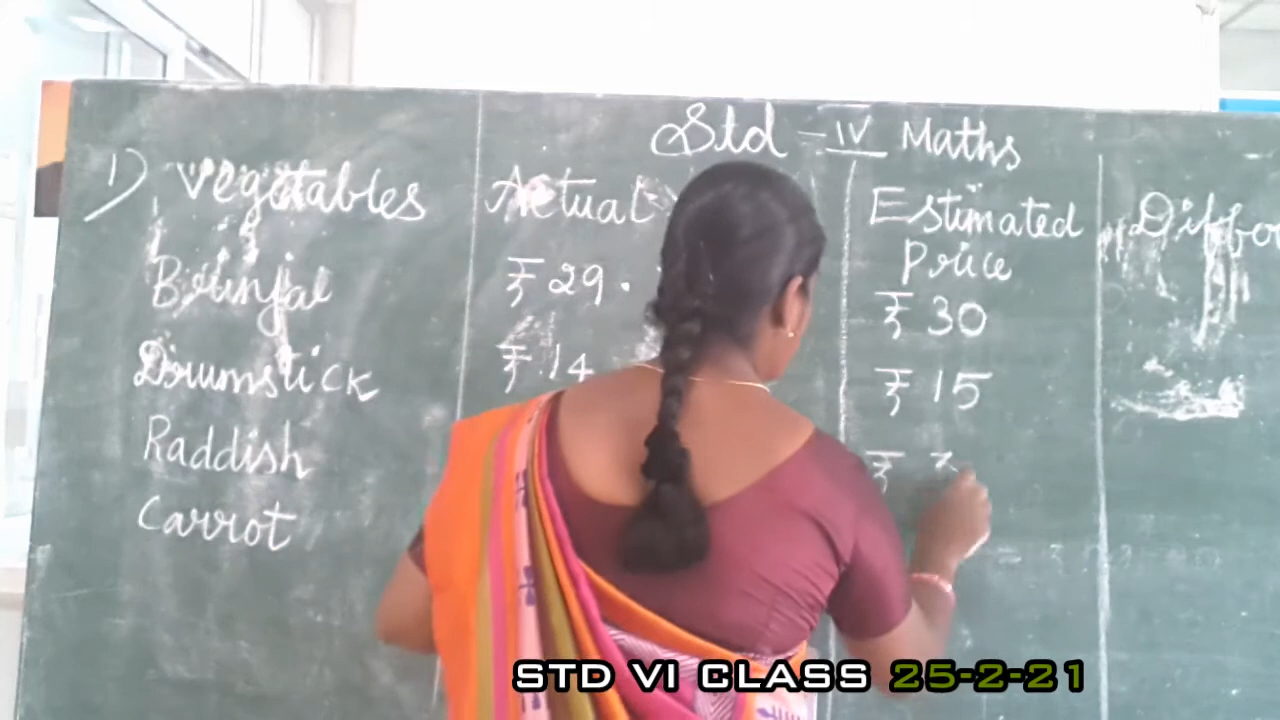 Std - IV Maths
1) Vegetables Actual Estimated Price
Brinjal ₹ 29. ₹ 30
Drumstick ₹ 14 ₹ 15
Raddish ₹
Carrot
STD VI CLASS 25-2-21